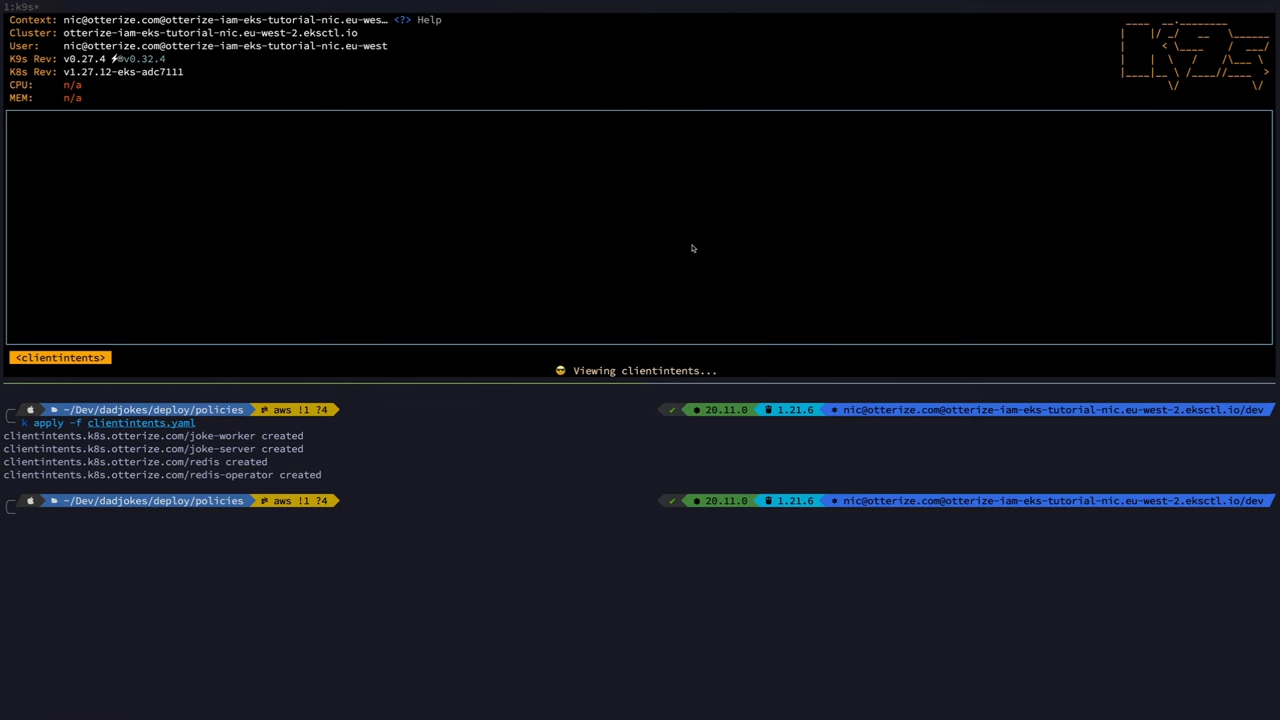 1:k9s*
Context: nic@otterize.com@otterize-iam-eks-tutorial-nic.eu-wes… <?> Help
Cluster: otterize-iam-eks-tutorial-nic.eu-west-2.eksctl.io
User: nic@otterize.com@otterize-iam-eks-tutorial-nic.eu-west
K9s Rev: v0.27.4 ⚡️v0.32.4
K8s Rev: v1.27.12-eks-adc7111
CPU: n/a
MEM: n/a
<clientintents>
😎 Viewing clientintents...
~/Dev/dadjokes/deploy/policies aws !1 ?4 ✔ 20.11.0 1.21.6 nic@otterize.com@otterize-iam-eks-tutorial-nic.eu-west-2.eksctl.io/dev
k apply -f clientintents.yaml
clientintents.k8s.otterize.com/joke-worker created
clientintents.k8s.otterize.com/joke-server created
clientintents.k8s.otterize.com/redis created
clientintents.k8s.otterize.com/redis-operator created
~/Dev/dadjokes/deploy/policies aws !1 ?4 ✔ 20.11.0 1.21.6 nic@otterize.com@otterize-iam-eks-tutorial-nic.eu-west-2.eksctl.io/dev